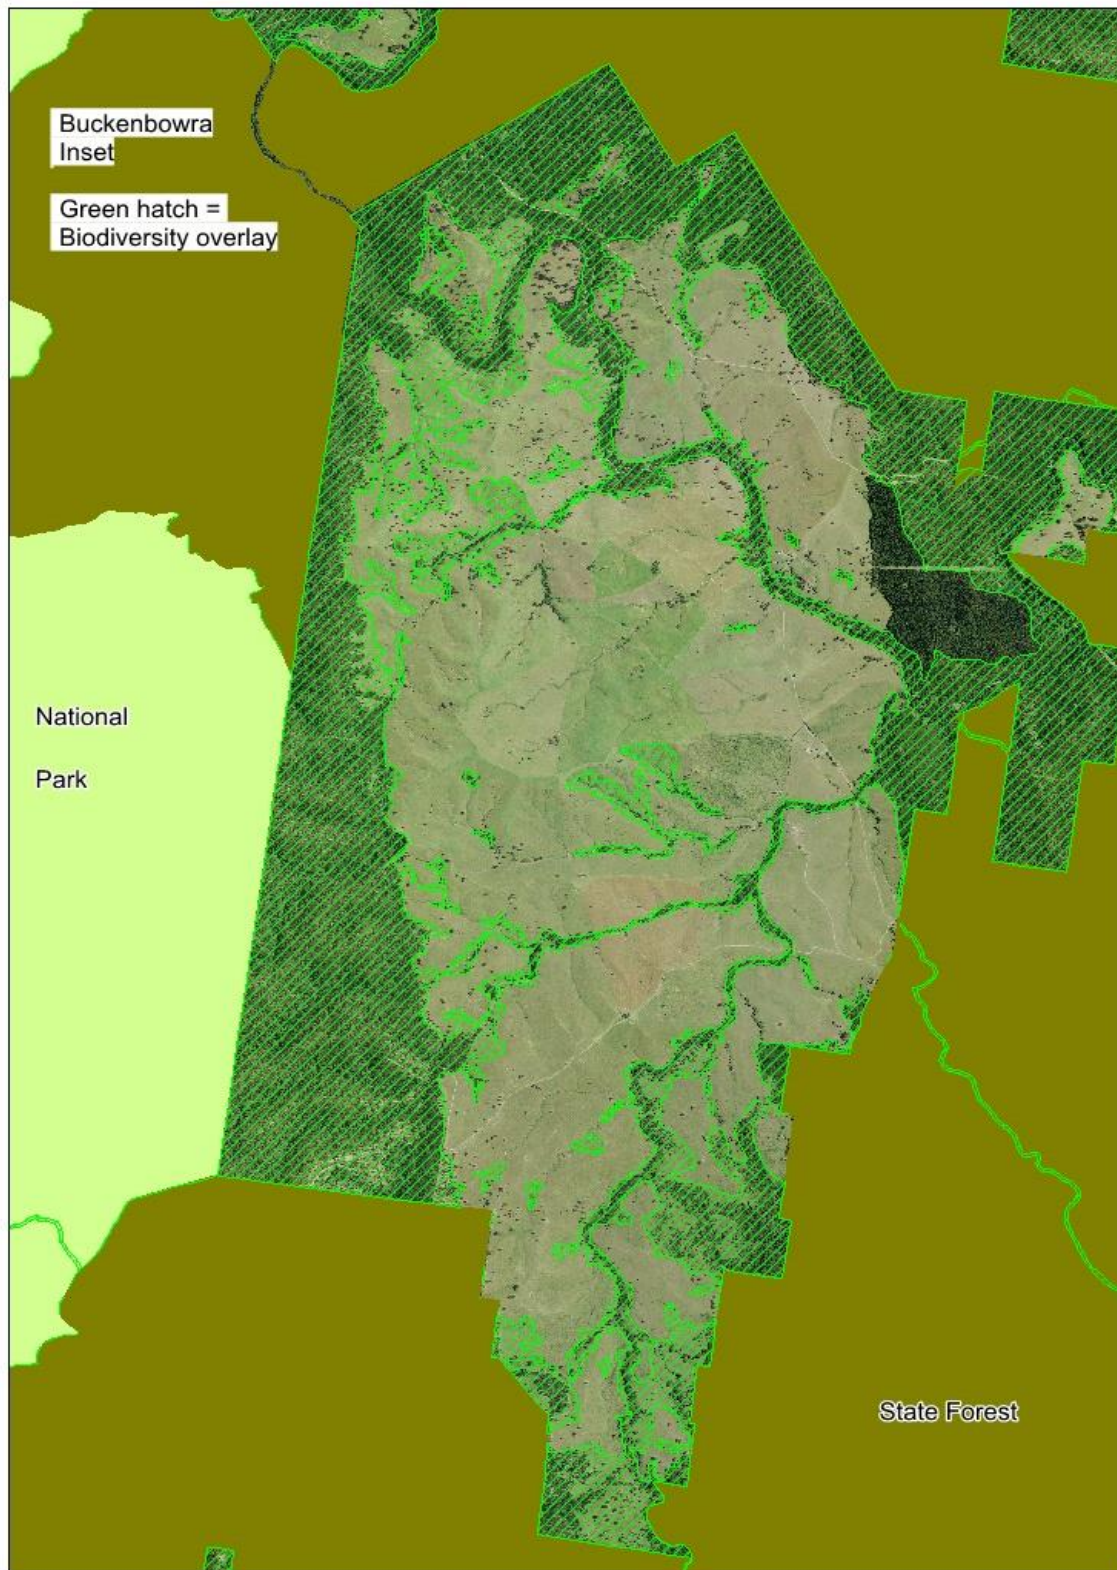 Buckenbowra
Inset
Green hatch =
Biodiversity overlay
National
Park
State Forest